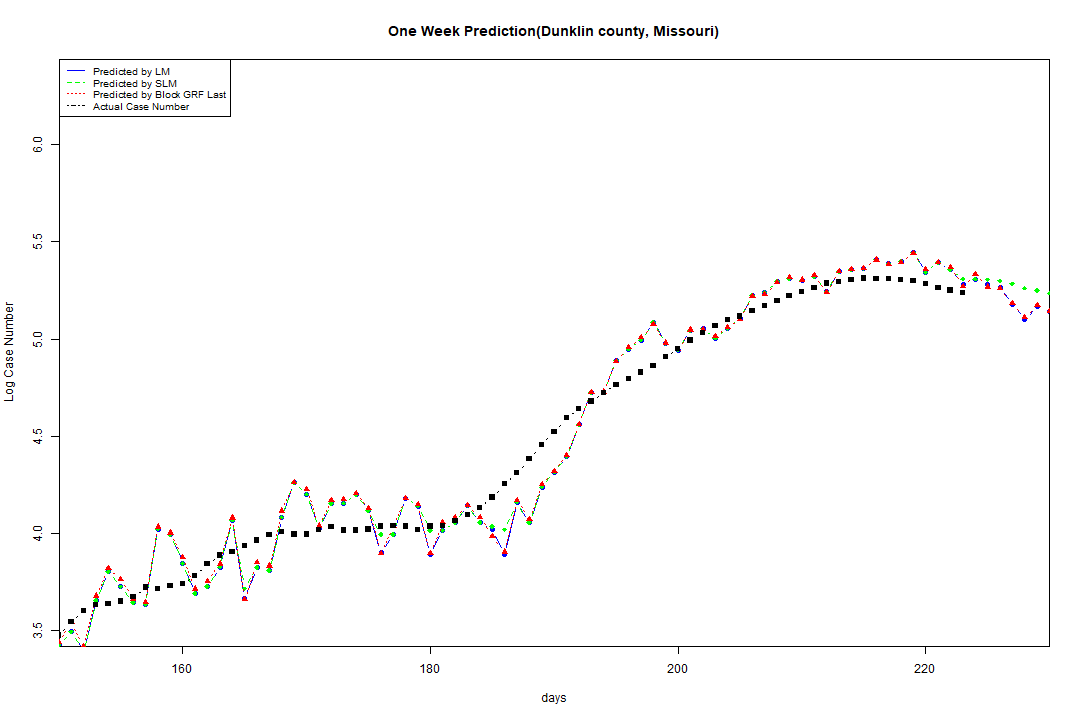 One Week Prediction(Dunklin county, Missouri)
Predicted by LM
Predicted by SLM
Predicted by Block GRF Last
Actual Case Number
6.0
5.5
5.0
4.5
4.0
3.5
Log Case Number
160 180 200 220
days